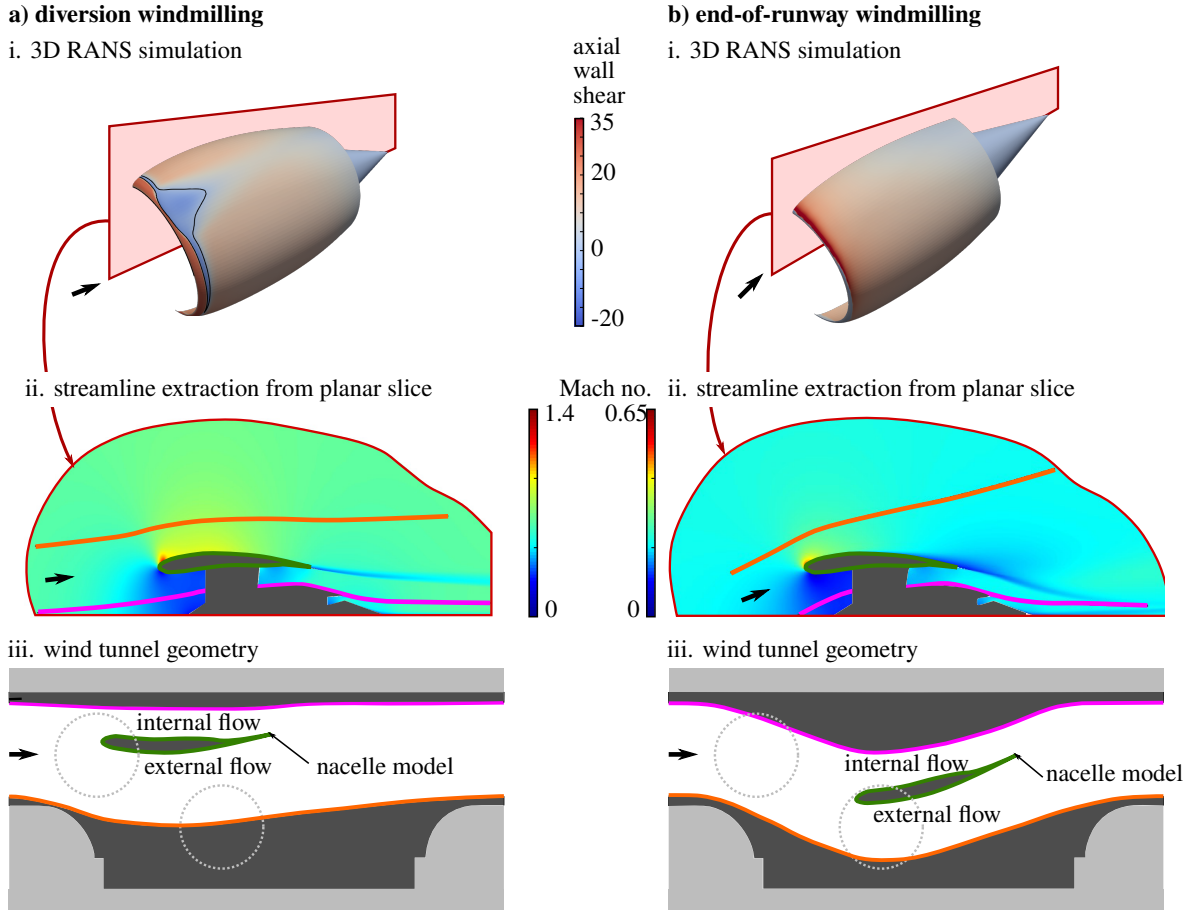 a) diversion windmilling
i. 3D RANS simulation
axial
wall
shear
35
20
0
-20
b) end-of-runway windmilling
i. 3D RANS simulation
ii. streamline extraction from planar slice
Mach no.
1.4
0
0.65
0
ii. streamline extraction from planar slice
iii. wind tunnel geometry
internal flow
external flow
nacelle model
iii. wind tunnel geometry
internal flow
external flow
nacelle model